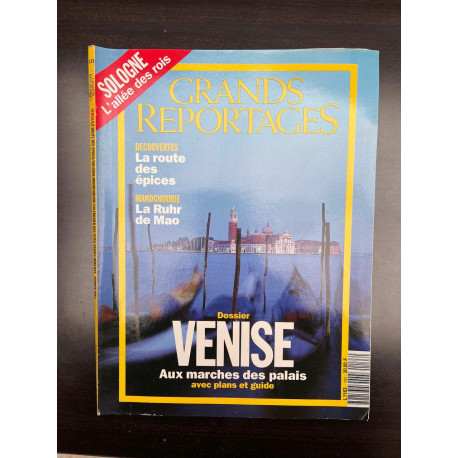 SOLOGNE
L'allée des rois
GRANDS
REPORTAGES
DECOUVERTES
La route
des
épices
MANDCHOURIE
La Ruhr
de Mao
Dossier
VENISE
Aux marches des palais
avec plans et guide